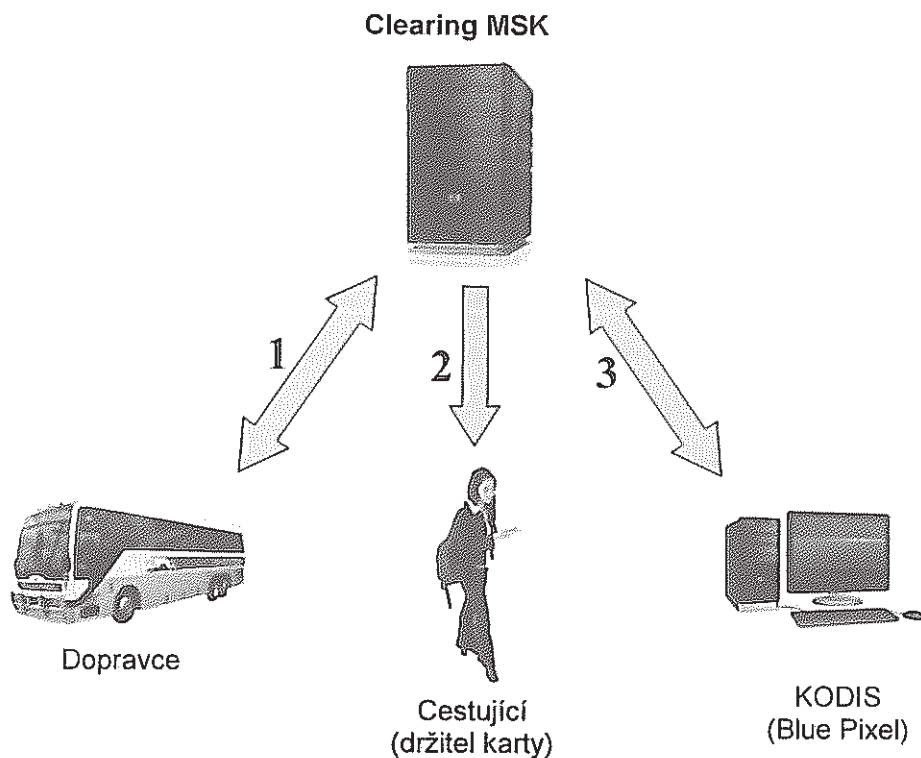 Clearing MSK
1
2
3
Dopravce
Cestující
(držitel karty)
KODIS
(Blue Pixel)